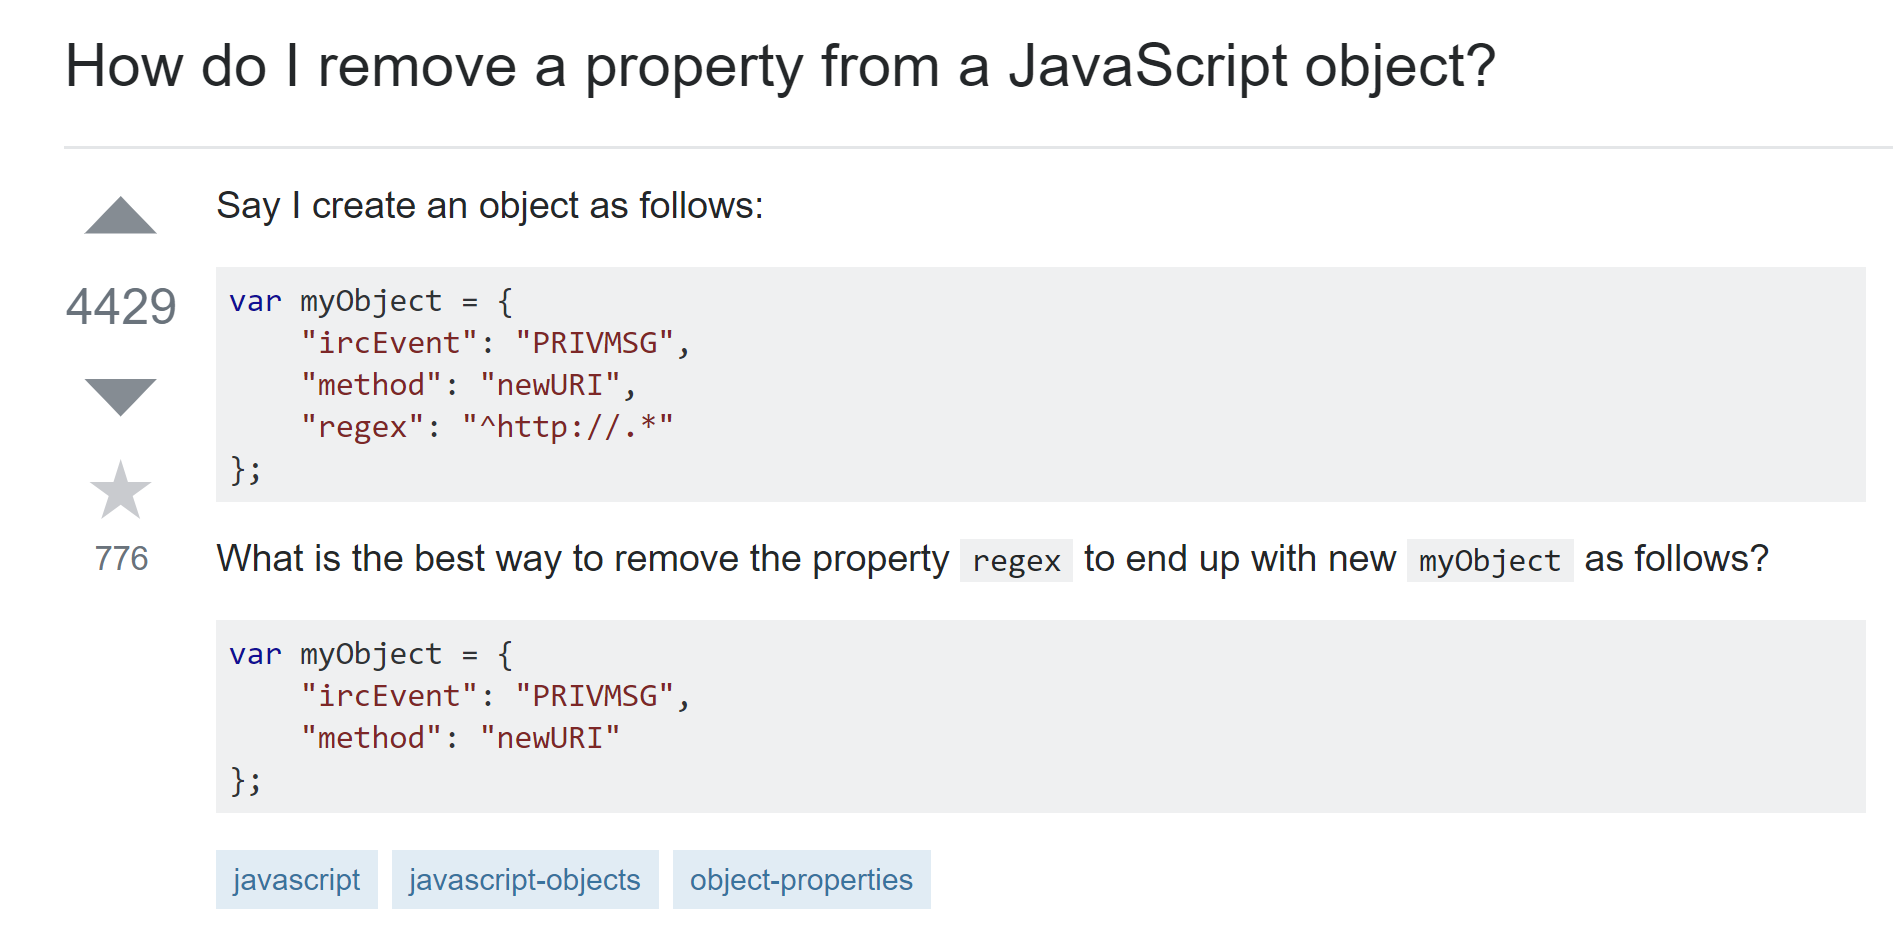 How do I remove a property from a JavaScript object?
Say I create an object as follows:
4429
var myObject = {
    "ircEvent": "PRIVMSG",
    "method": "newURI",
    "regex": "^http://.*"
};
776
What is the best way to remove the property regex to end up with new myObject as follows?
var myObject = {
    "ircEvent": "PRIVMSG",
    "method": "newURI"
};
javascript javascript-objects object-properties